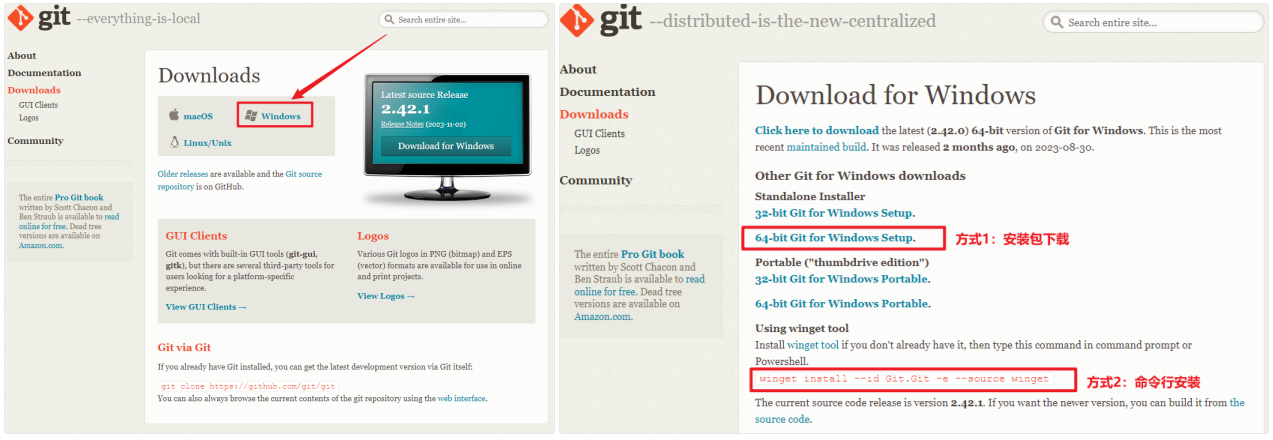 git --everything-is-local
Search entire site...
About
Documentation
Downloads
GUI Clients
Logos
Community
The entire Pro Git book
written by Scott Chacon and
Ben Straub is available to read
online for free. Dead tree
versions are available on
Amazon.com.
Downloads
macOS
Windows
Linux/Unix
Older releases are available and the Git source
repository is on GitHub.
Latest source Release
2.42.1
Release Notes (2023-11-02)
Download for Windows
GUI Clients
Git comes with built-in GUI tools (git-gui,
gitk), but there are several third-party tools for
users looking for a platform-specific
experience.
View GUI Clients →
Logos
Various Git logos in PNG (bitmap) and EPS
(vector) formats are available for use in online
and print projects.
View Logos →
Git via Git
If you already have Git installed, you can get the latest development version via Git itself:
git clone https://github.com/git/git
You can also always browse the current contents of the git repository using the web interface.
git --distributed-is-the-new-centralized
Search entire site...
About
Documentation
Downloads
GUI Clients
Logos
Community
The entire Pro Git book
written by Scott Chacon and
Ben Straub is available to read
online for free. Dead tree
versions are available on
Amazon.com.
Download for Windows
Click here to download the latest (2.42.0) 64-bit version of Git for Windows. This is the most
recent maintained build. It was released 2 months ago, on 2023-08-30.
Other Git for Windows downloads
Standalone Installer
32-bit Git for Windows Setup.
64-bit Git for Windows Setup.
方式1：安装包下载
Portable ("thumbdrive edition")
32-bit Git for Windows Portable.
64-bit Git for Windows Portable.
Using winget tool
Install winget tool if you don't already have it, then type this command in command prompt or
Powershell.
winget install --id Git.Git -e --source winget
方式2：命令行安装
The current source code release is version 2.42.1. If you want the newer version, you can build it from the
source code.